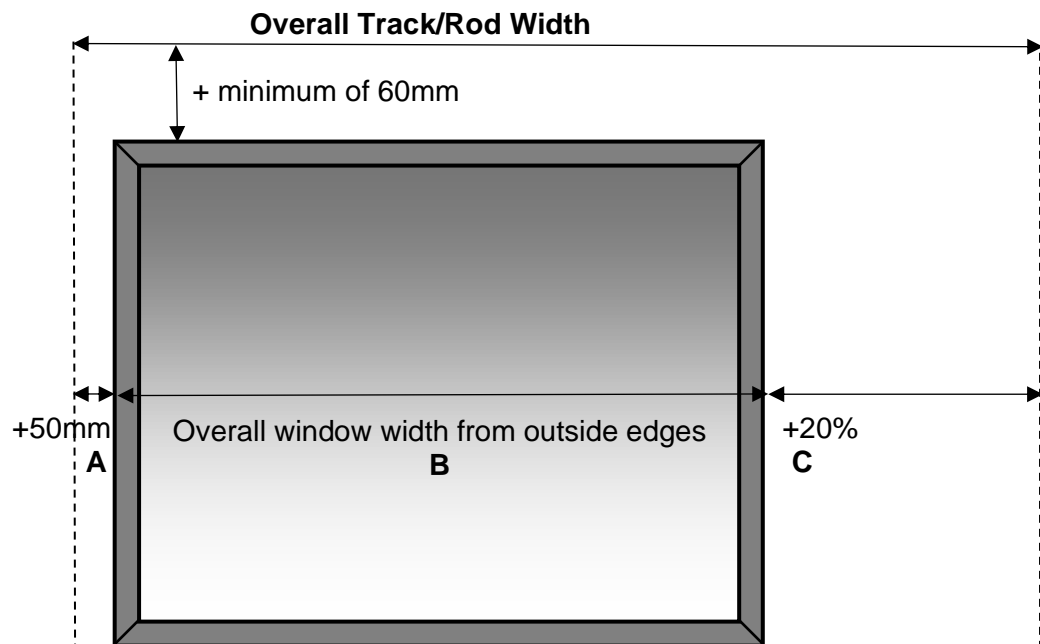 Overall Track/Rod Width
+ minimum of 60mm
+50mm
A
Overall window width from outside edges
B
+20%
C